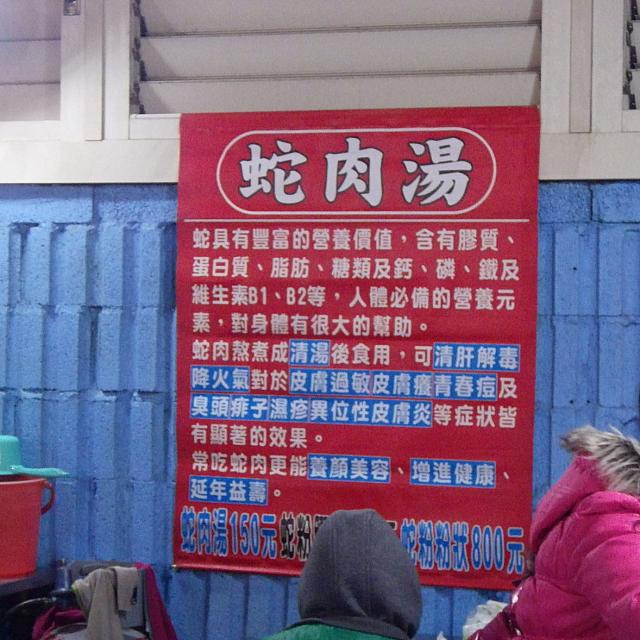 蛇肉湯
蛇具有豐富的營養價值，含有膠質、
蛋白質、脂肪、糖類及鈣、磷、鐵及
維生素B1、B2等，人體必備的營養元
素，對身體有很大的幫助。
蛇肉熬煮成清湯後食用，可清肝解毒
降火氣對於皮膚過敏皮膚癢青春痘及
臭頭痱子濕疹異位性皮膚炎等症狀皆
有顯著的效果。
常吃蛇肉更能養顏美容、增進健康、
延年益壽。
蛇肉湯150元 蛇粉 蛇粉粉狀800元